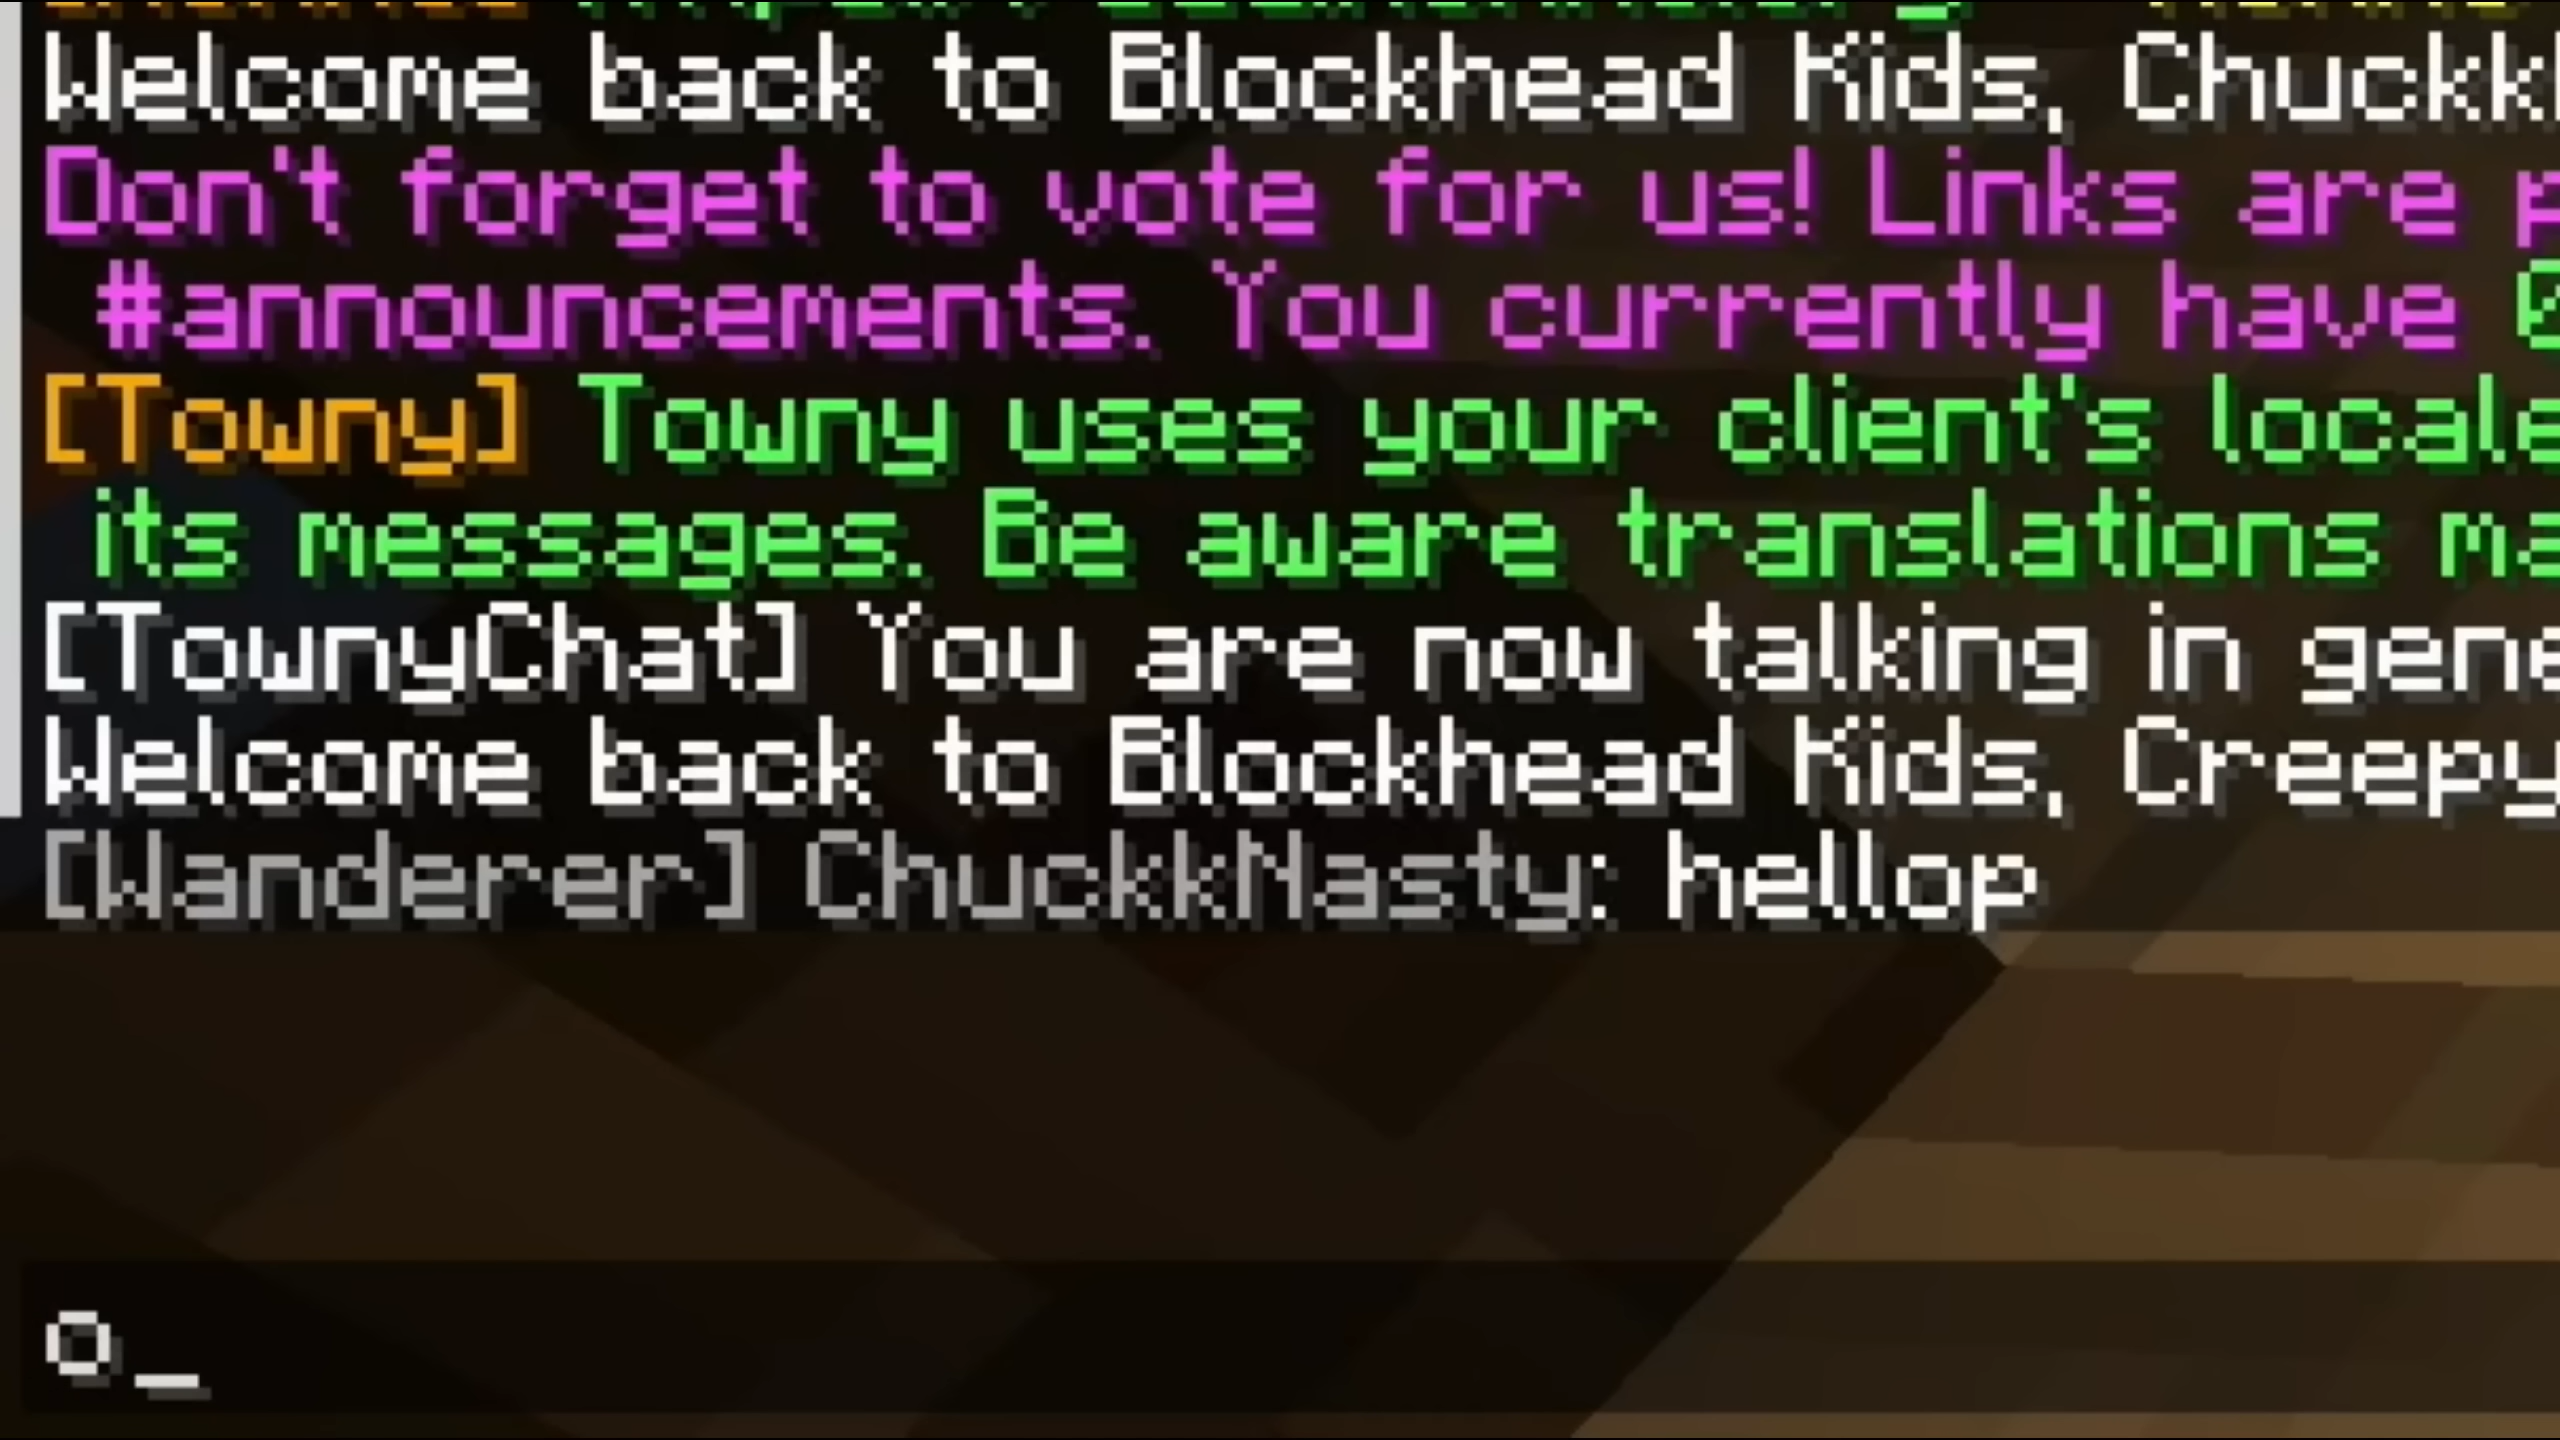 Welcome back to Blockhead Kids,
Don't forget to vote for us! Links are
#announcements. You currently have
[Towny] Towny uses your client's locale
its messages. Be aware translations
[TownyChat] You are now talking in
Welcome back to Blockhead Kids, Creepy
[Wanderer] ChuckkNasty: hellop
o_